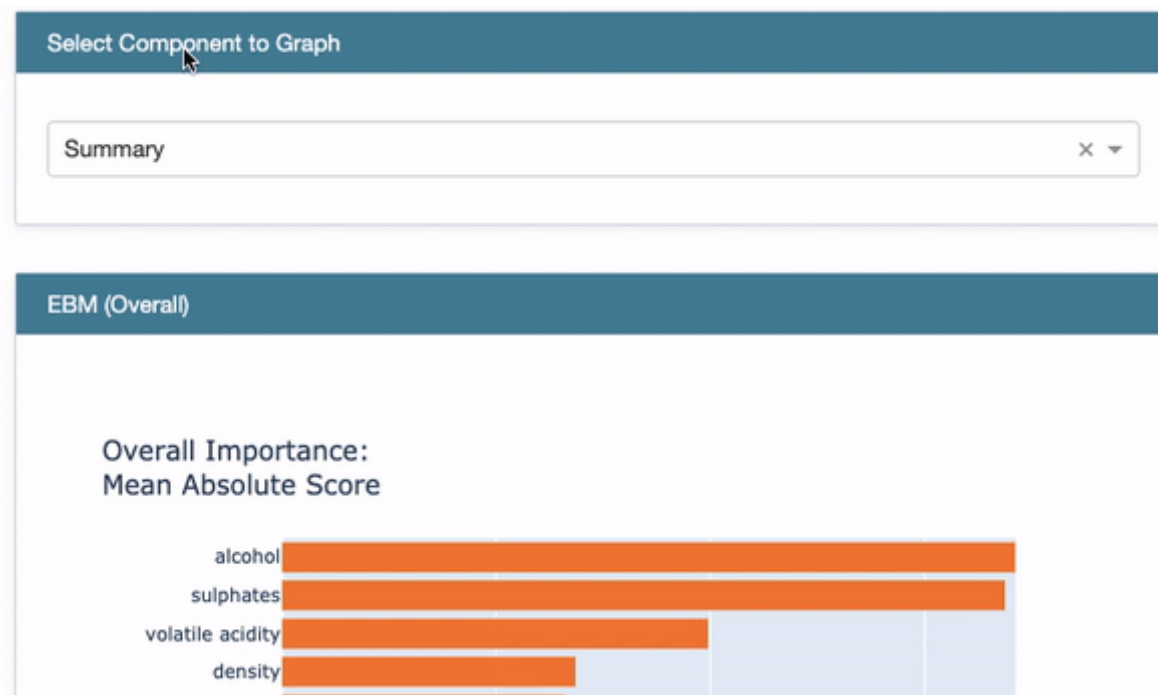 Select Component to Graph
Summary
EBM (Overall)
Overall Importance:
Mean Absolute Score
alcohol
sulphates
volatile acidity
density